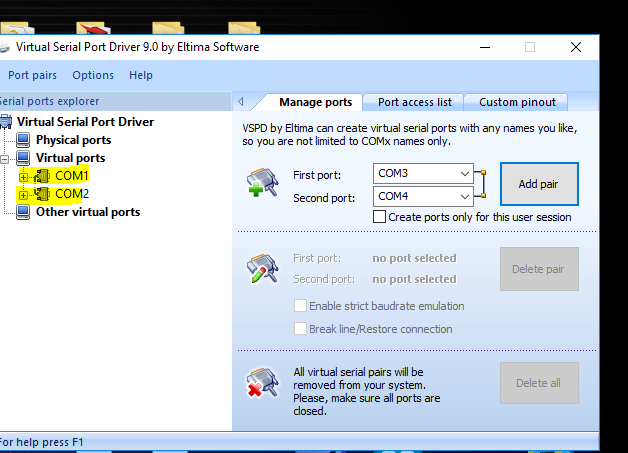 Virtual Serial Port Driver 9.0 by Eltima Software
Port pairs Options Help
Serial ports explorer
Manage ports Port access list Custom pinout
Virtual Serial Port Driver
Physical ports
Virtual ports
COM1
COM2
Other virtual ports
VSPD by Eltima can create virtual serial ports with any names you like,
so you are not limited to COMx names only.
First port: COM3
Second port: COM4
Add pair
Create ports only for this user session
First port: no port selected
Second port: no port selected
Delete pair
Enable strict baudrate emulation
Break line/Restore connection
All virtual serial pairs will be
removed from your system.
Please, make sure all ports are
closed.
Delete all
For help press F1